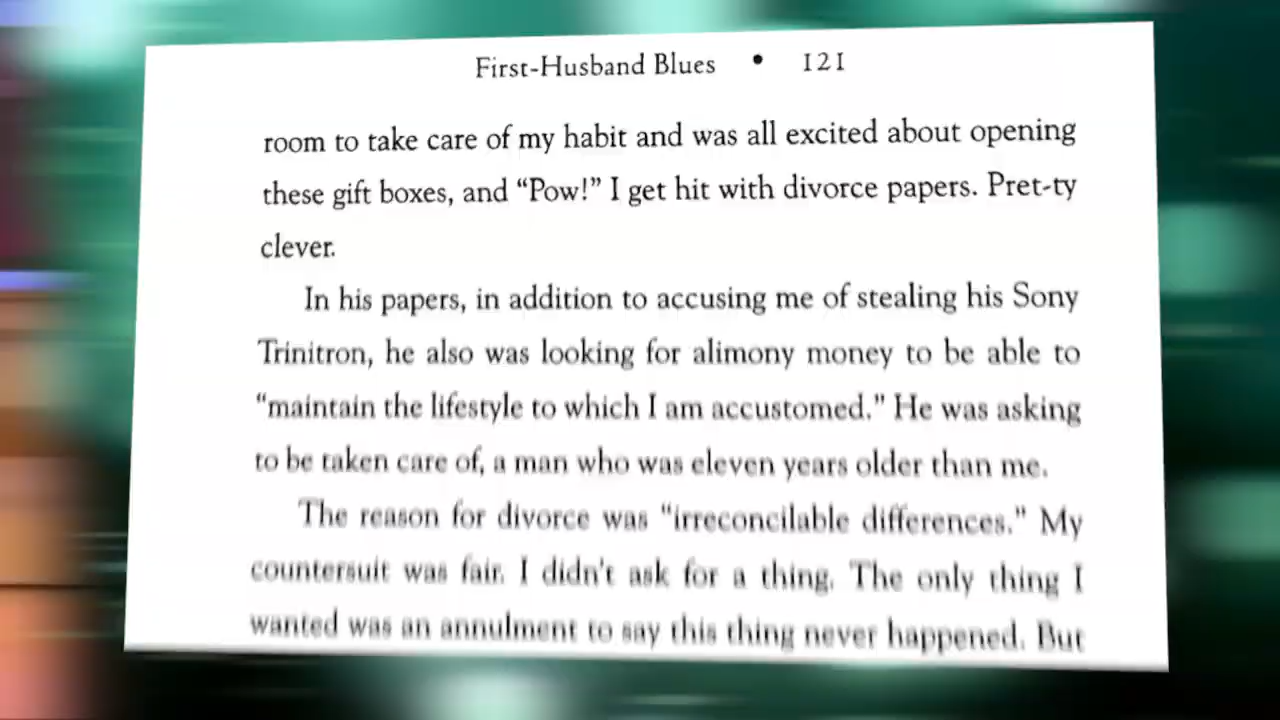 First-Husband Blues • 121
room to take care of my habit and was all excited about opening
these gift boxes, and “Pow!” I get hit with divorce papers. Pret-ty
clever.
In his papers, in addition to accusing me of stealing his Sony
Trinitron, he also was looking for alimony money to be able to
“maintain the lifestyle to which I am accustomed.” He was asking
to be taken care of, a man who was eleven years older than me.
The reason for divorce was “irreconcilable differences.” My
countersuit was fair. I didn't ask for a thing. The only thing I
wanted was an annulment to say this thing never happened. But